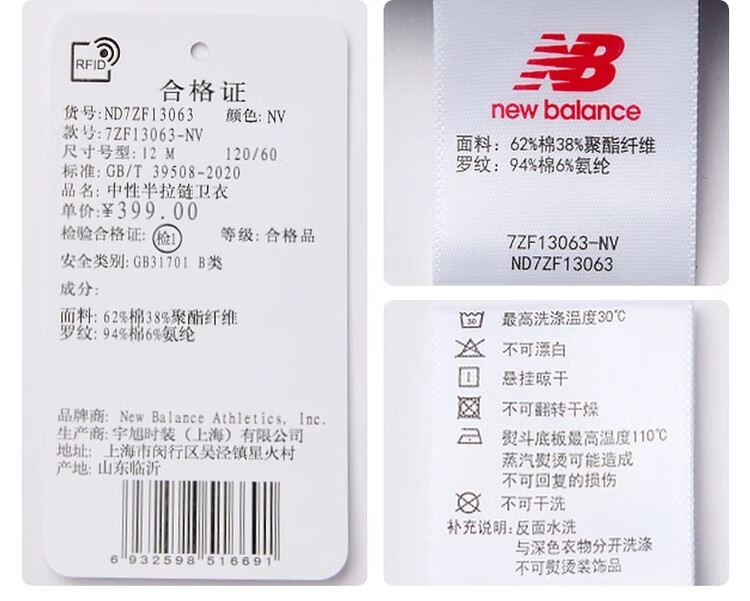 RFID
合格证
货号:ND7ZF13063 颜色:NV
款号:7ZF13063-NV
尺寸号型:12 M 120/60
标准:GB/T 39508-2020
品名:中性半拉链卫衣
单价:¥399.00
检验合格证: 检1 等级:合格品
安全类别:GB31701 B类
成分:
面料:62%棉38%聚酯纤维
罗纹:94%棉6%氨纶
品牌商: New Balance Athletics, Inc.
生产商:宇旭时装（上海）有限公司
地址: 上海市闵行区吴泾镇星火村
产地:山东临沂
6 932598 516691
NB
new balance
面料: 62%棉38%聚酯纤维
罗纹: 94%棉6%氨纶
7ZF13063-NV
ND7ZF13063
30 最高洗涤温度30℃
不可漂白
悬挂晾干
不可翻转干燥
熨斗底板最高温度110℃
蒸汽熨烫可能造成
不可回复的损伤
不可干洗
补充说明:反面水洗
与深色衣物分开洗涤
不可熨烫装饰品